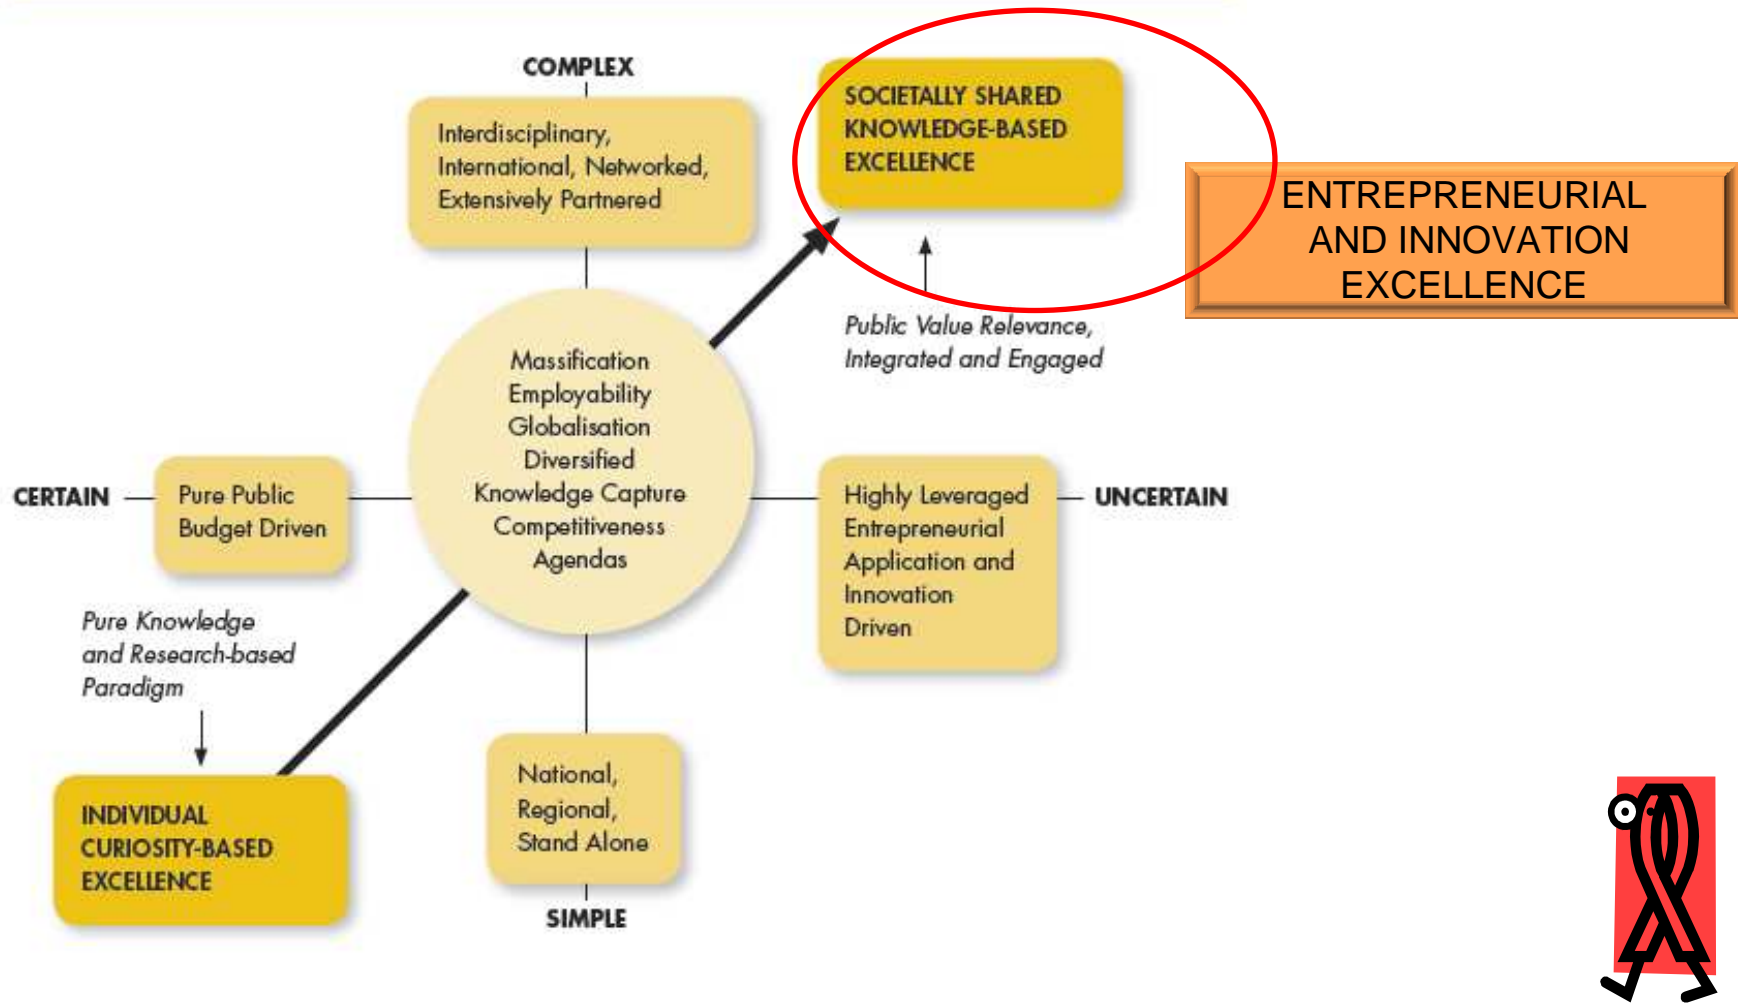 COMPLEX
Interdisciplinary,
International, Networked,
Extensively Partnered
SOCIETALLY SHARED
KNOWLEDGE-BASED
EXCELLENCE
ENTREPRENEURIAL
AND INNOVATION
EXCELLENCE
Public Value Relevance,
Integrated and Engaged
Massification
Employability
Globalisation
Diversified
Knowledge Capture
Competitiveness
Agendas
CERTAIN
Pure Public
Budget Driven
Highly Leveraged
Entrepreneurial
Application and
Innovation
Driven
UNCERTAIN
Pure Knowledge
and Research-based
Paradigm
INDIVIDUAL
CURIOSITY-BASED
EXCELLENCE
National,
Regional,
Stand Alone
SIMPLE